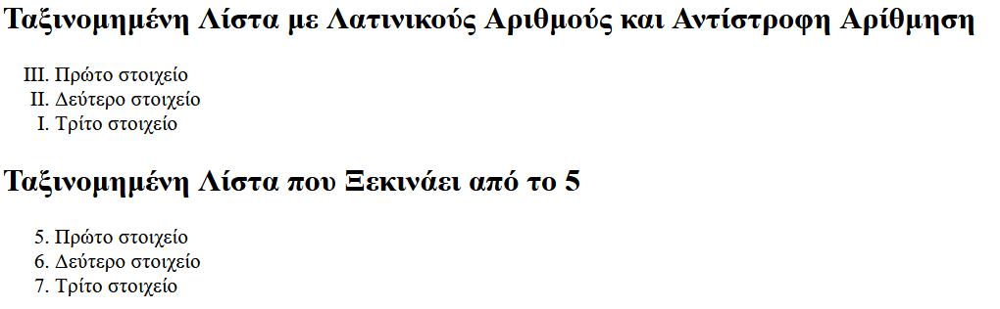 Ταξινομημένη Λίστα με Λατινικούς Αριθμούς και Αντίστροφη Αρίθμηση
III. Πρώτο στοιχείο
II. Δεύτερο στοιχείο
I. Τρίτο στοιχείο
Ταξινομημένη Λίστα που Ξεκινάει από το 5
5. Πρώτο στοιχείο
6. Δεύτερο στοιχείο
7. Τρίτο στοιχείο